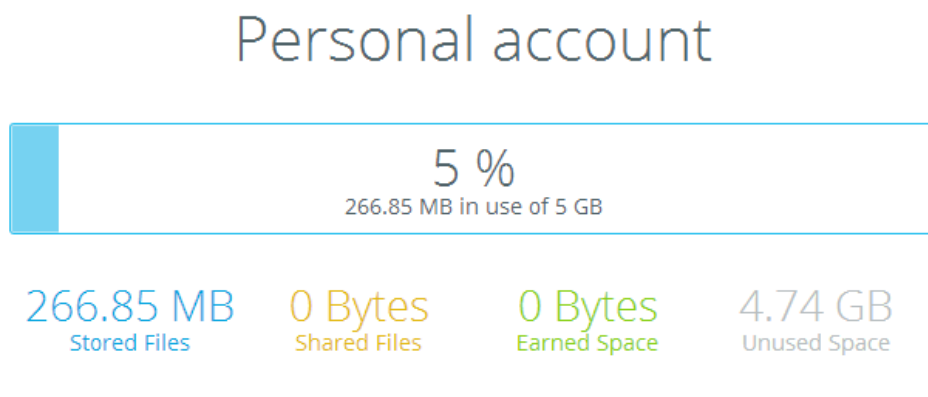 Personal account
5 %
266.85 MB in use of 5 GB
266.85 MB 0 Bytes 0 Bytes 4.74 GB
Stored Files Shared Files Earned Space Unused Space